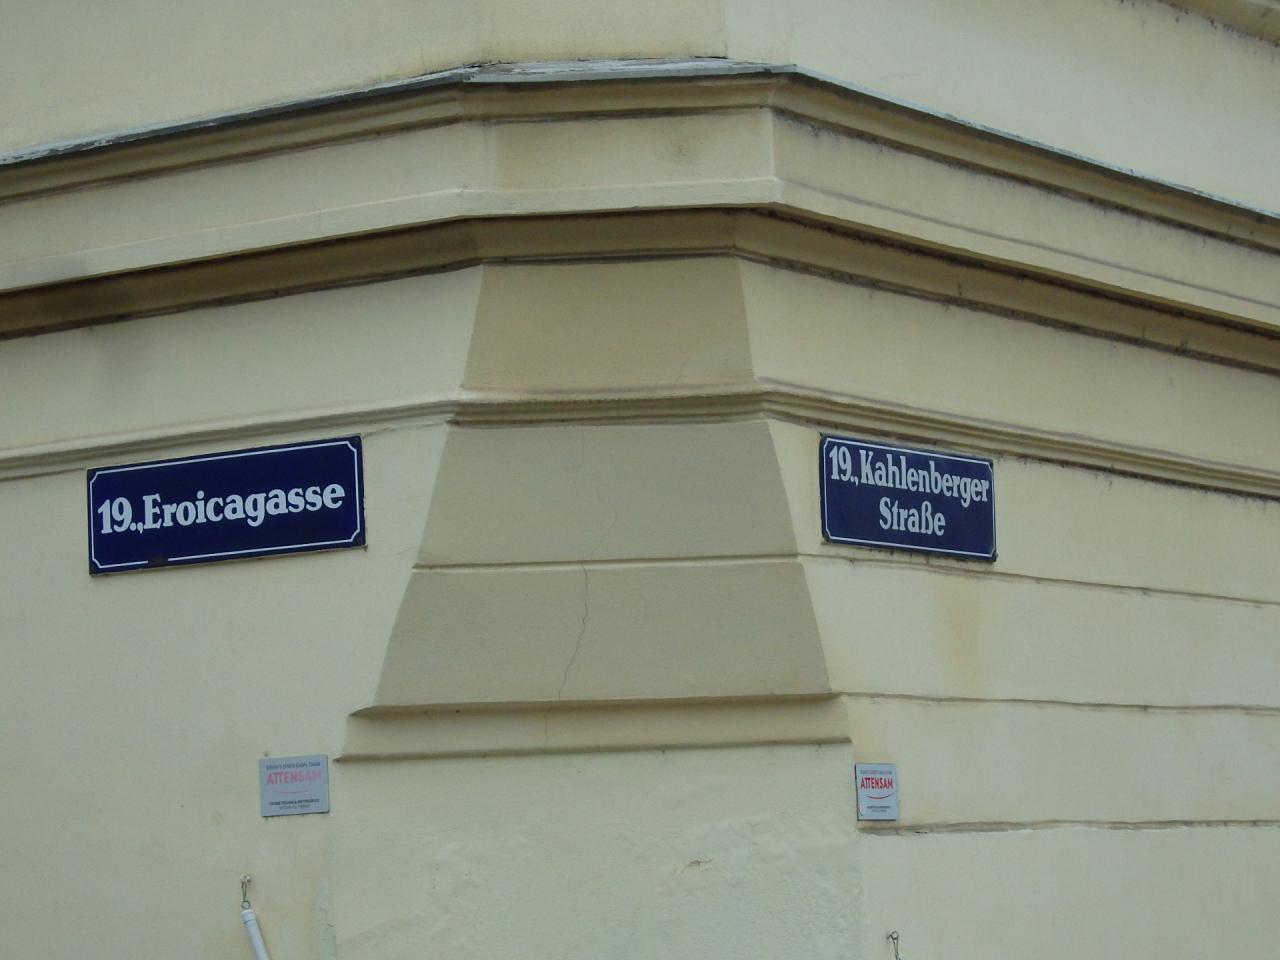 19., Eroicagasse
19., Kahlenberger
Straße
ATTENSAM
ATTENSAM